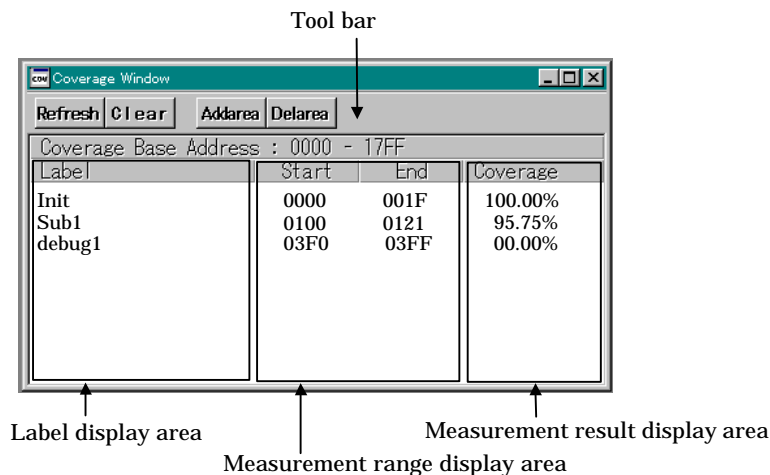 Tool bar
COV Coverage Window
Refresh Clear Addarea Delarea
Coverage Base Address : 0000 - 17FF
Label Start End Coverage
Init 0000 001F 100.00%
Sub1 0100 0121 95.75%
debug1 03F0 03FF 00.00%
Label display area
Measurement result display area
Measurement range display area